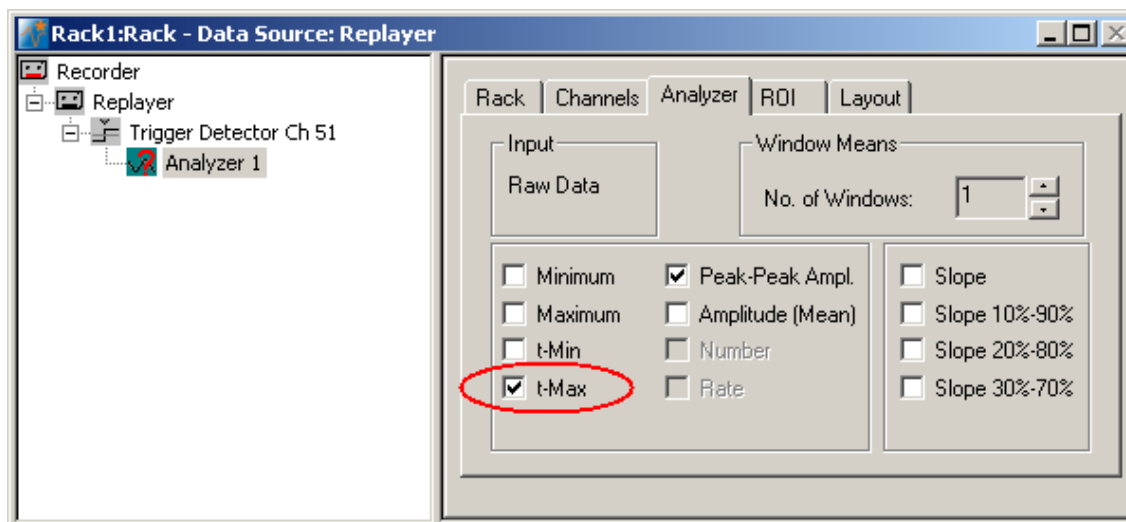 Rack1:Rack - Data Source: Replayer
Recorder
Replayer
Trigger Detector Ch 51
Analyzer 1
Rack Channels Analyzer ROI Layout
Input
Raw Data
Window Means
No. of Windows: 1
Minimum Peak-Peak Ampl. Slope
Maximum Amplitude (Mean) Slope 10%-90%
t-Min Number Slope 20%-80%
t-Max Rate Slope 30%-70%